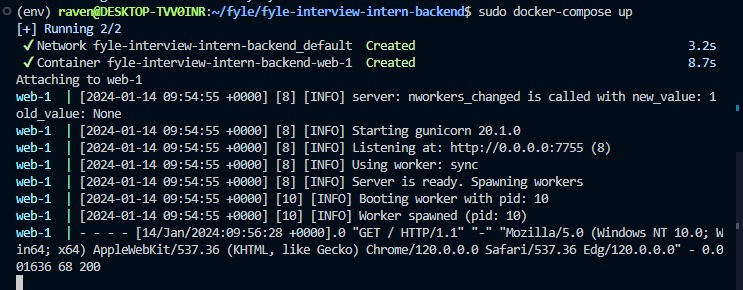 (env) raven@DESKTOP-TVV0INR:~/fyle/fyle-interview-intern-backend$ sudo docker-compose up
[+] Running 2/2
✔ Network fyle-interview-intern-backend_default Created 3.2s
✔ Container fyle-interview-intern-backend-web-1 Created 8.7s
Attaching to web-1
web-1 | [2024-01-14 09:54:55 +0000] [8] [INFO] server: nworkers_changed is called with new_value: 1
old_value: None
web-1 | [2024-01-14 09:54:55 +0000] [8] [INFO] Starting gunicorn 20.1.0
web-1 | [2024-01-14 09:54:55 +0000] [8] [INFO] Listening at: http://0.0.0.0:7755 (8)
web-1 | [2024-01-14 09:54:55 +0000] [8] [INFO] Using worker: sync
web-1 | [2024-01-14 09:54:55 +0000] [8] [INFO] Server is ready. Spawning workers
web-1 | [2024-01-14 09:54:55 +0000] [10] [INFO] Booting worker with pid: 10
web-1 | [2024-01-14 09:54:55 +0000] [10] [INFO] Worker spawned (pid: 10)
web-1 | - - - - [14/Jan/2024:09:56:28 +0000].0 "GET / HTTP/1.1" "-" "Mozilla/5.0 (Windows NT 10.0; W
in64; x64) AppleWebKit/537.36 (KHTML, like Gecko) Chrome/120.0.0.0 Safari/537.36 Edg/120.0.0.0" - 0.0
01636 68 200